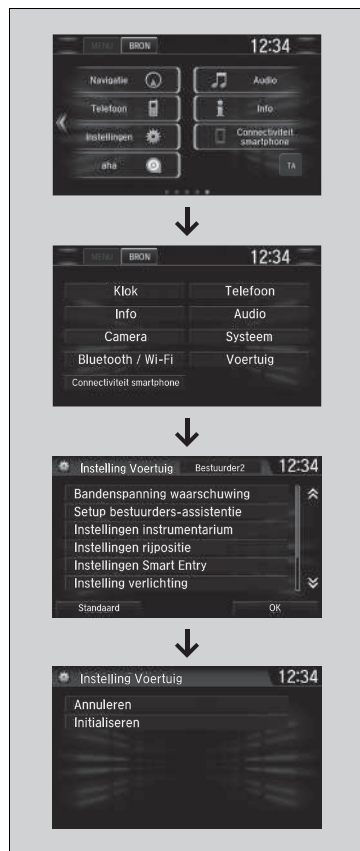 MENU BRON 12:34
Navigatie Audio
Telefoon Info
Instellingen Connectiviteit smartphone
aha TA
MENU BRON 12:34
Klok Telefoon
Info Audio
Camera Systeem
Bluetooth / Wi-Fi Voertuig
Connectiviteit smartphone
Instelling Voertuig Bestuurder2 12:34
Bandenspanning waarschuwing
Setup bestuurders-assistentie
Instellingen instrumentarium
Instellingen rijpositie
Instellingen Smart Entry
Instelling verlichting
Standaard OK
Instelling Voertuig 12:34
Annuleren
Initialiseren